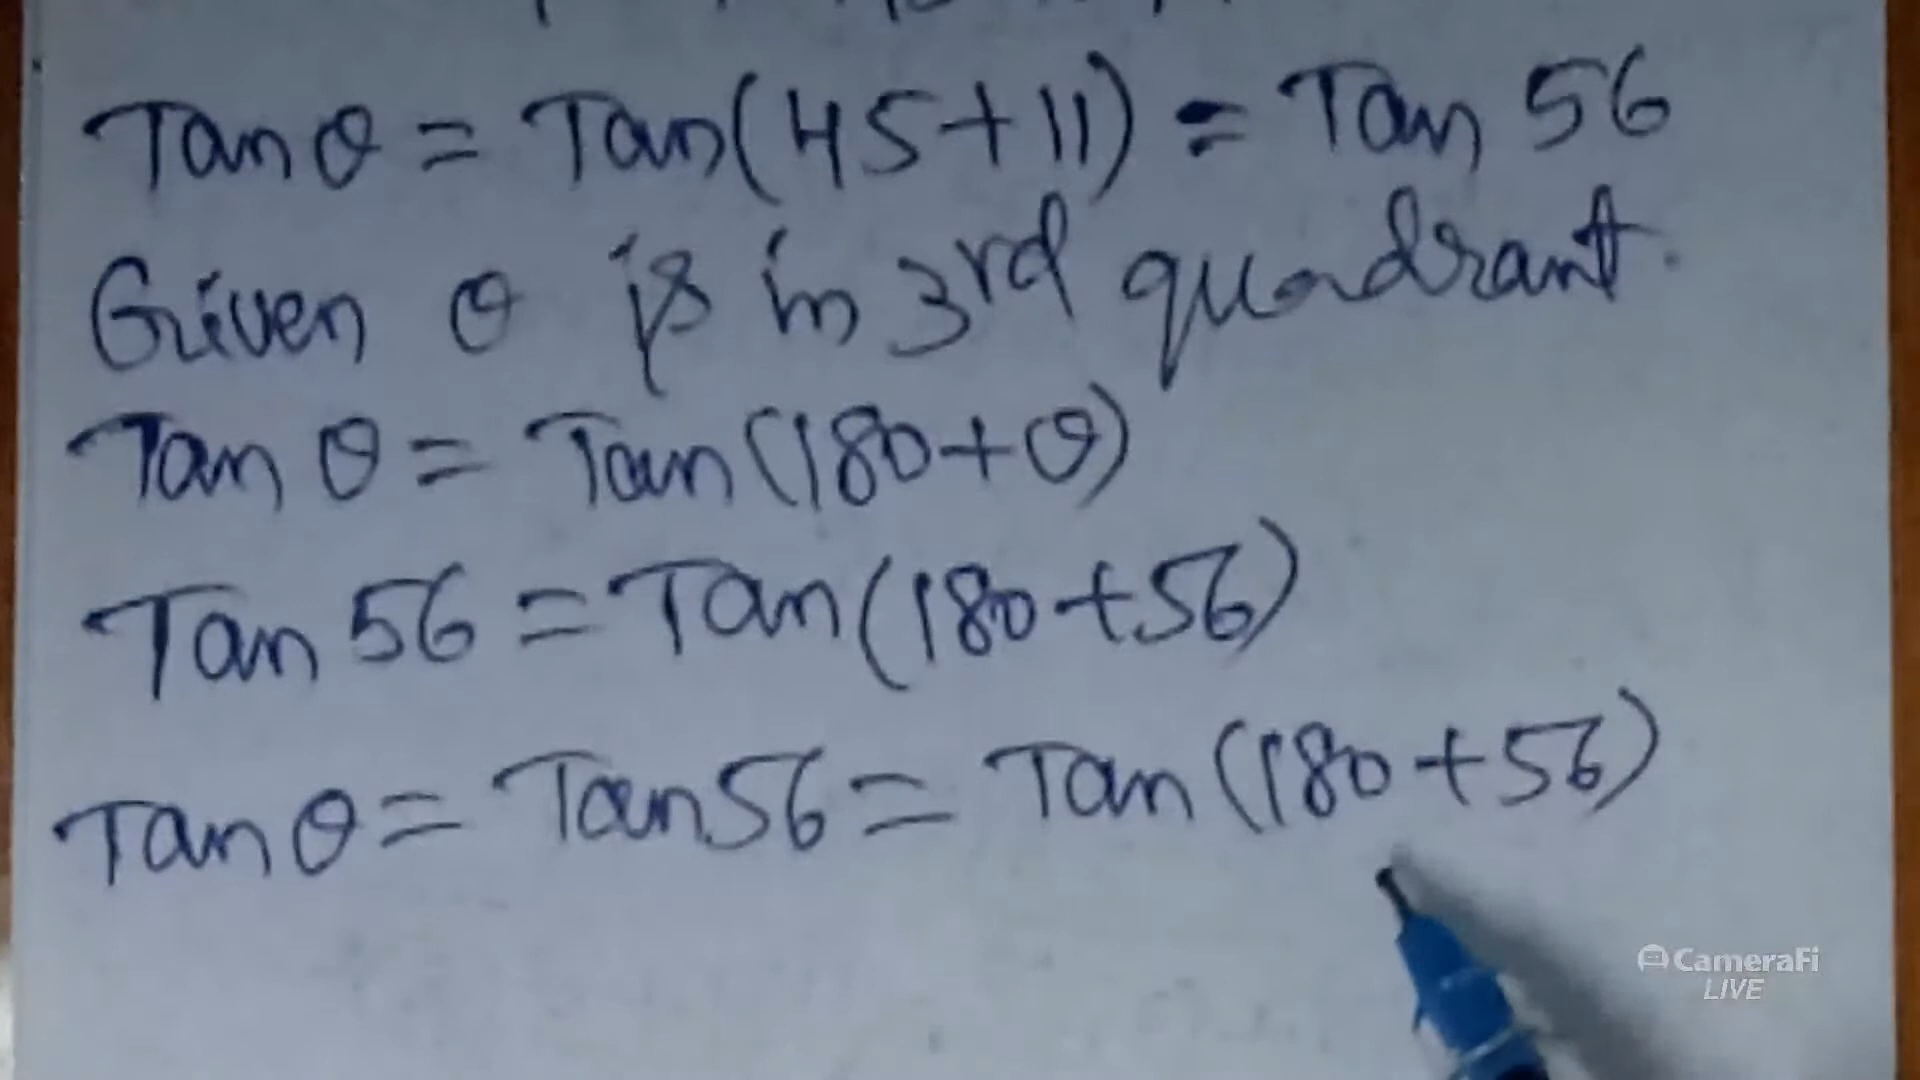 Tan θ = Tan(45+11) = Tan 56
Given θ is in 3rd quadrant.
Tan θ = Tan(180+θ)
Tan 56 = Tan(180+56)
Tan θ = Tan 56 = Tan(180+56)
CameraFi
LIVE